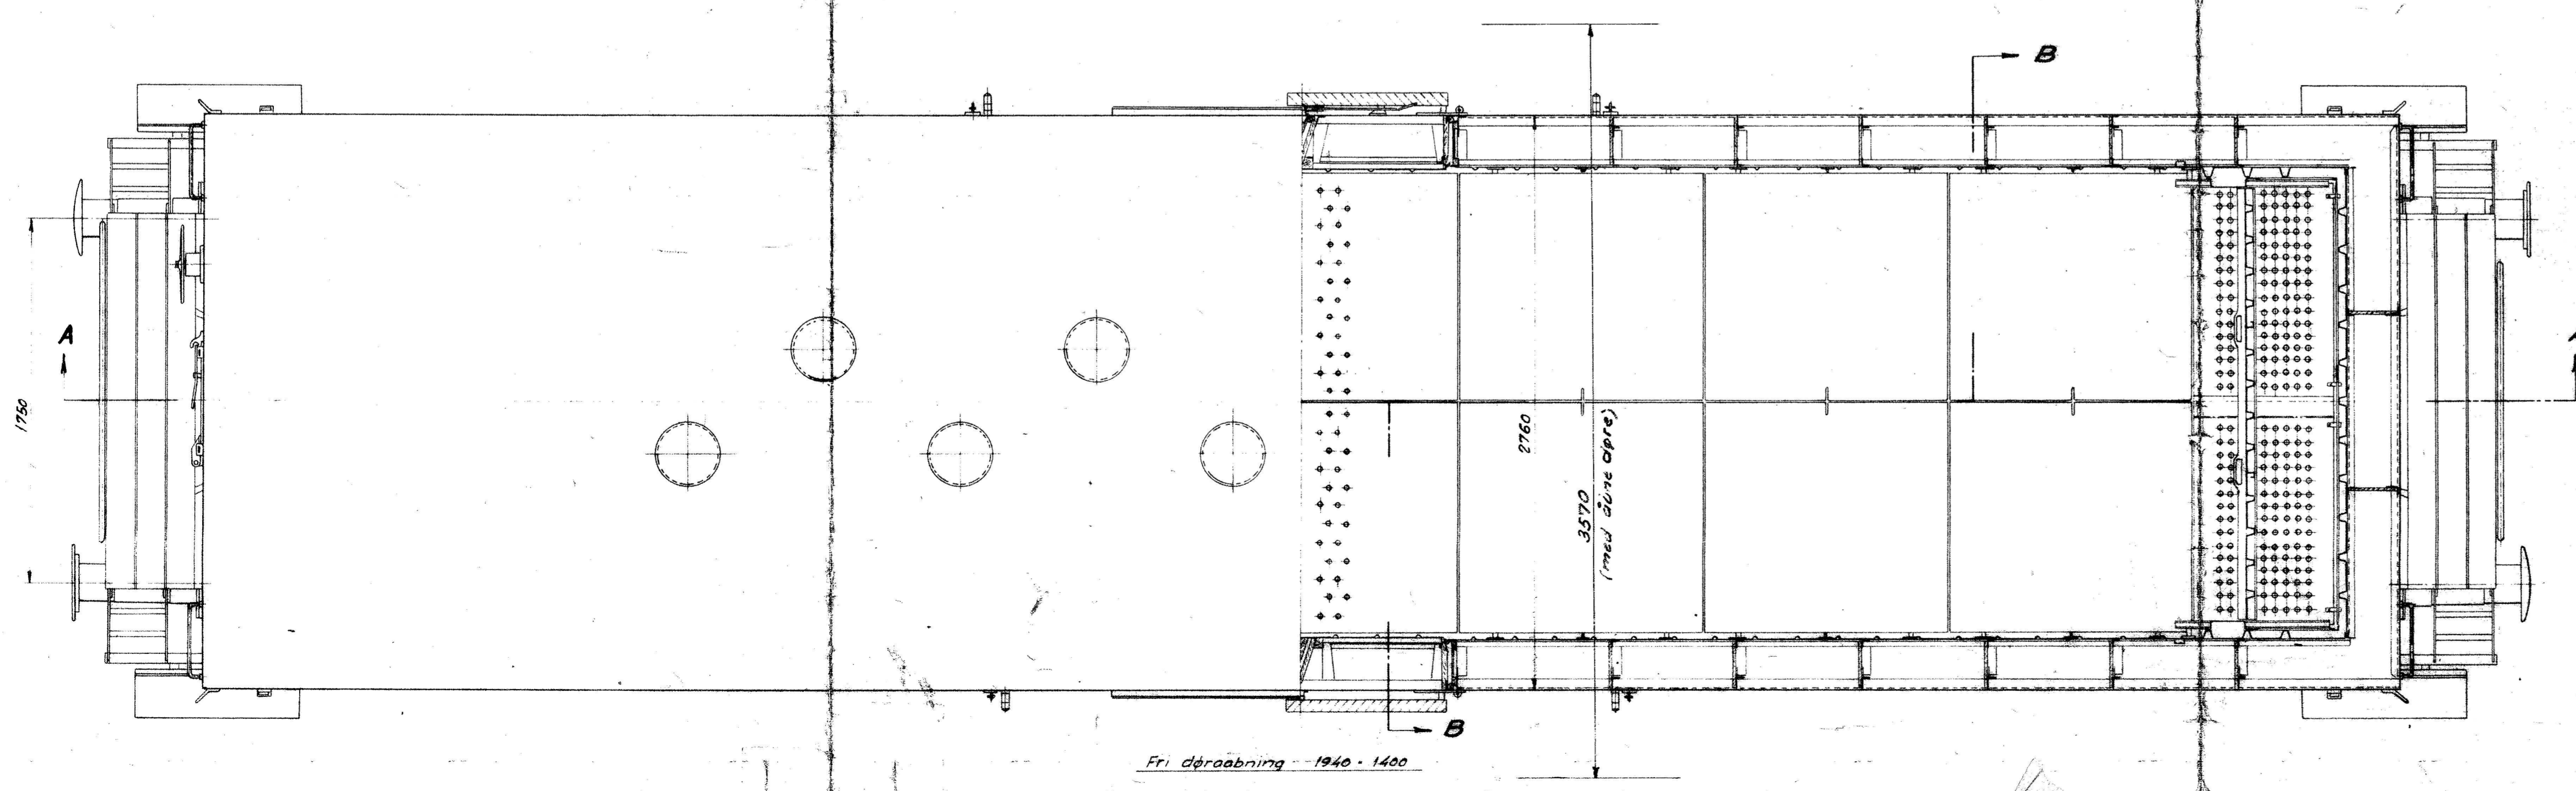 B
A
1750
2760
3570
(med åbne døre)
A
B
Fri døraabning - 1940 · 1400